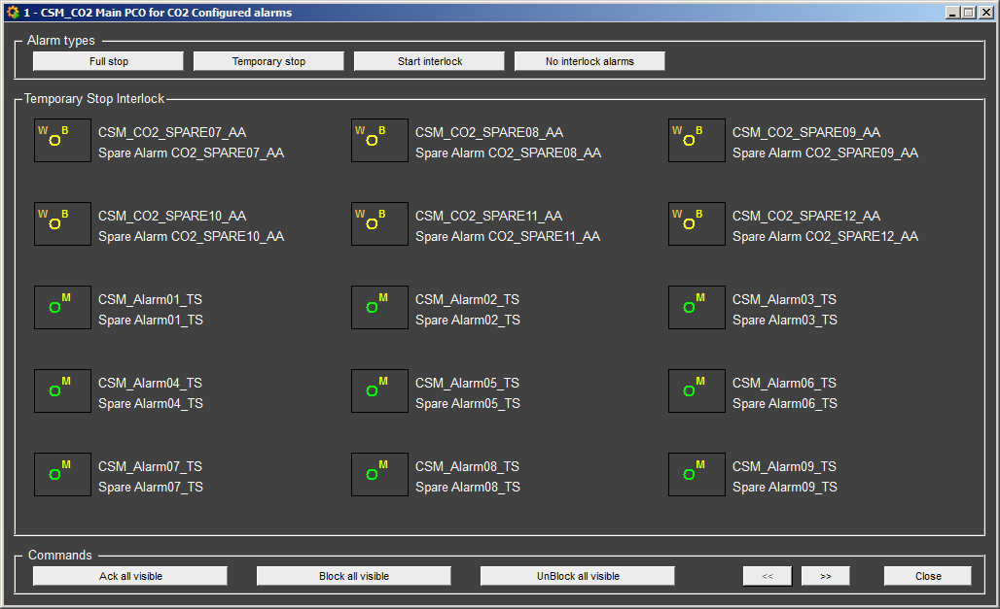 1 - CSM_CO2 Main PCO for CO2 Configured alarms
Alarm types
Full stop Temporary stop Start interlock No interlock alarms
Temporary Stop Interlock
W B CSM_CO2_SPARE07_AA W B CSM_CO2_SPARE08_AA W B CSM_CO2_SPARE09_AA
Spare Alarm CO2_SPARE07_AA Spare Alarm CO2_SPARE08_AA Spare Alarm CO2_SPARE09_AA
W B CSM_CO2_SPARE10_AA W B CSM_CO2_SPARE11_AA W B CSM_CO2_SPARE12_AA
Spare Alarm CO2_SPARE10_AA Spare Alarm CO2_SPARE11_AA Spare Alarm CO2_SPARE12_AA
M CSM_Alarm01_TS M CSM_Alarm02_TS M CSM_Alarm03_TS
Spare Alarm01_TS Spare Alarm02_TS Spare Alarm03_TS
M CSM_Alarm04_TS M CSM_Alarm05_TS M CSM_Alarm06_TS
Spare Alarm04_TS Spare Alarm05_TS Spare Alarm06_TS
M CSM_Alarm07_TS M CSM_Alarm08_TS M CSM_Alarm09_TS
Spare Alarm07_TS Spare Alarm08_TS Spare Alarm09_TS
Commands
Ack all visible Block all visible UnBlock all visible << >> Close